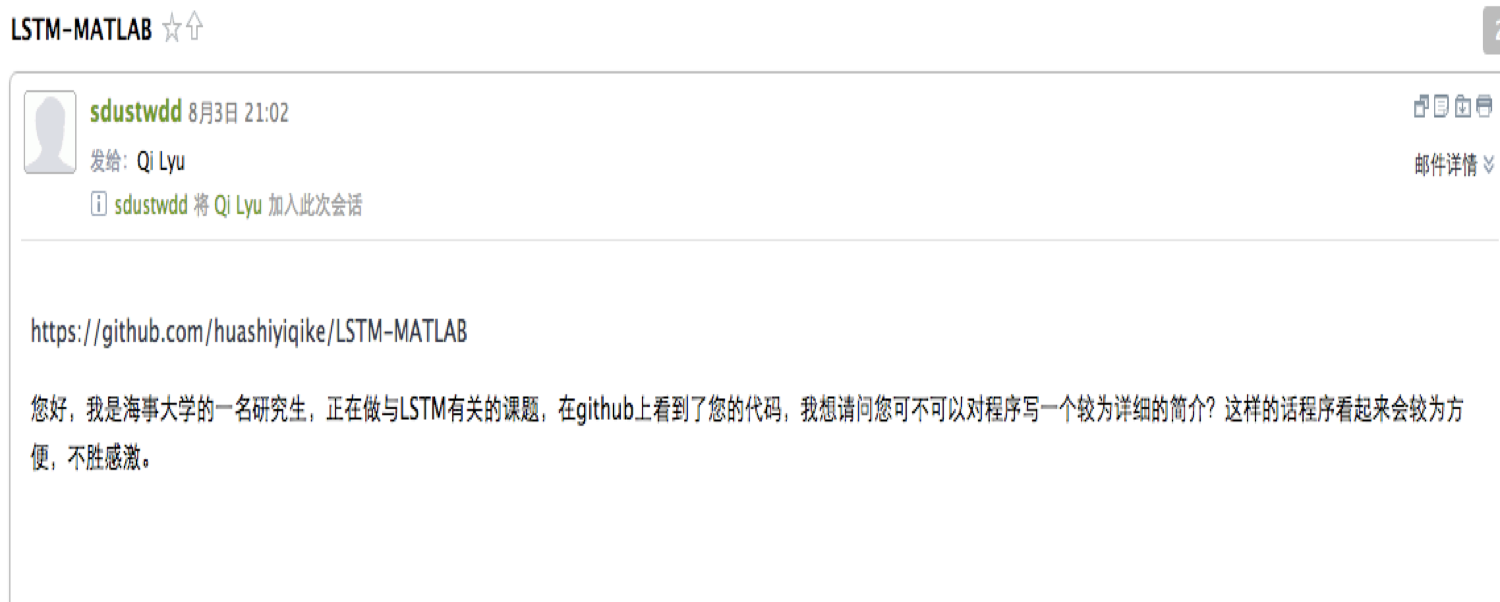 LSTM-MATLAB
sdustwdd 8月3日 21:02
发给: Qi Lyu
邮件详情
sdustwdd 将 Qi Lyu 加入此次会话
https://github.com/huashiyiqike/LSTM-MATLAB
您好，我是海事大学的一名研究生，正在做与LSTM有关的课题，在github上看到了您的代码，我想请问您可不可以对程序写一个较为详细的简介？这样的话程序看起来会较为方
便，不胜感激。